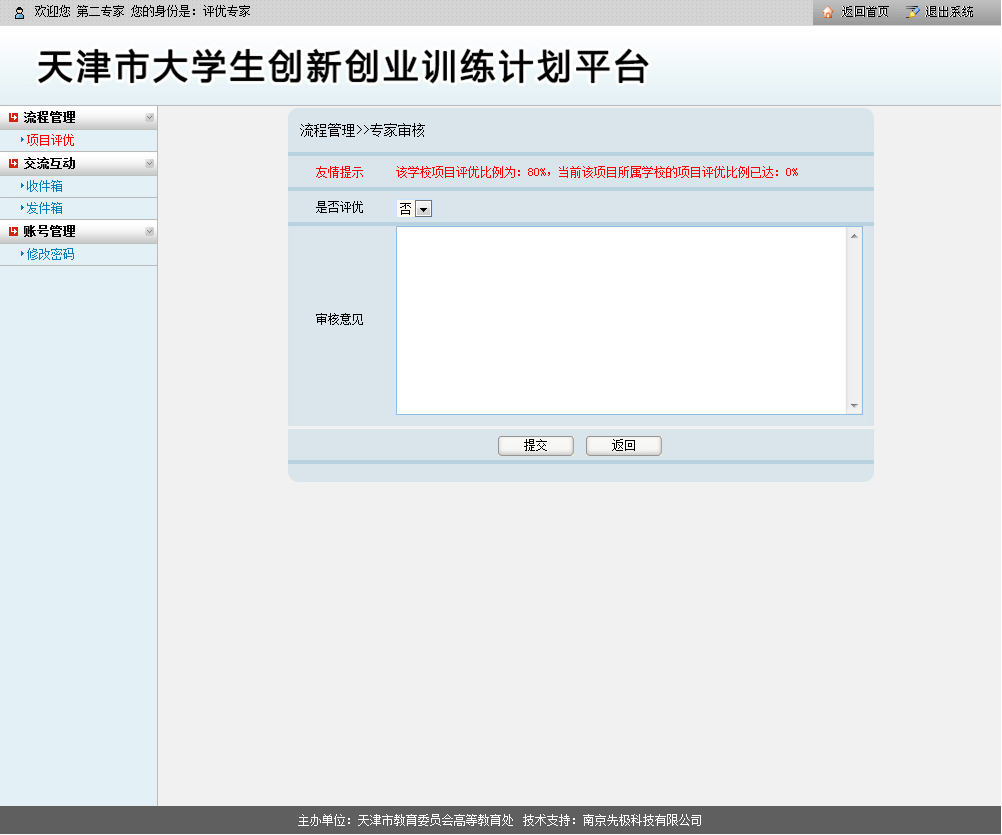 欢迎您 第二专家 您的身份是：评优专家 返回首页 退出系统
天津市大学生创新创业训练计划平台
流程管理
项目评优
交流互动
收件箱
发件箱
账号管理
修改密码
流程管理>>专家审核
友情提示 该学校项目评优比例为：80%，当前该项目所属学校的项目评优比例已达：0%
是否评优 否
审核意见
提交 返回
主办单位：天津市教育委员会高等教育处 技术支持：南京先极科技有限公司